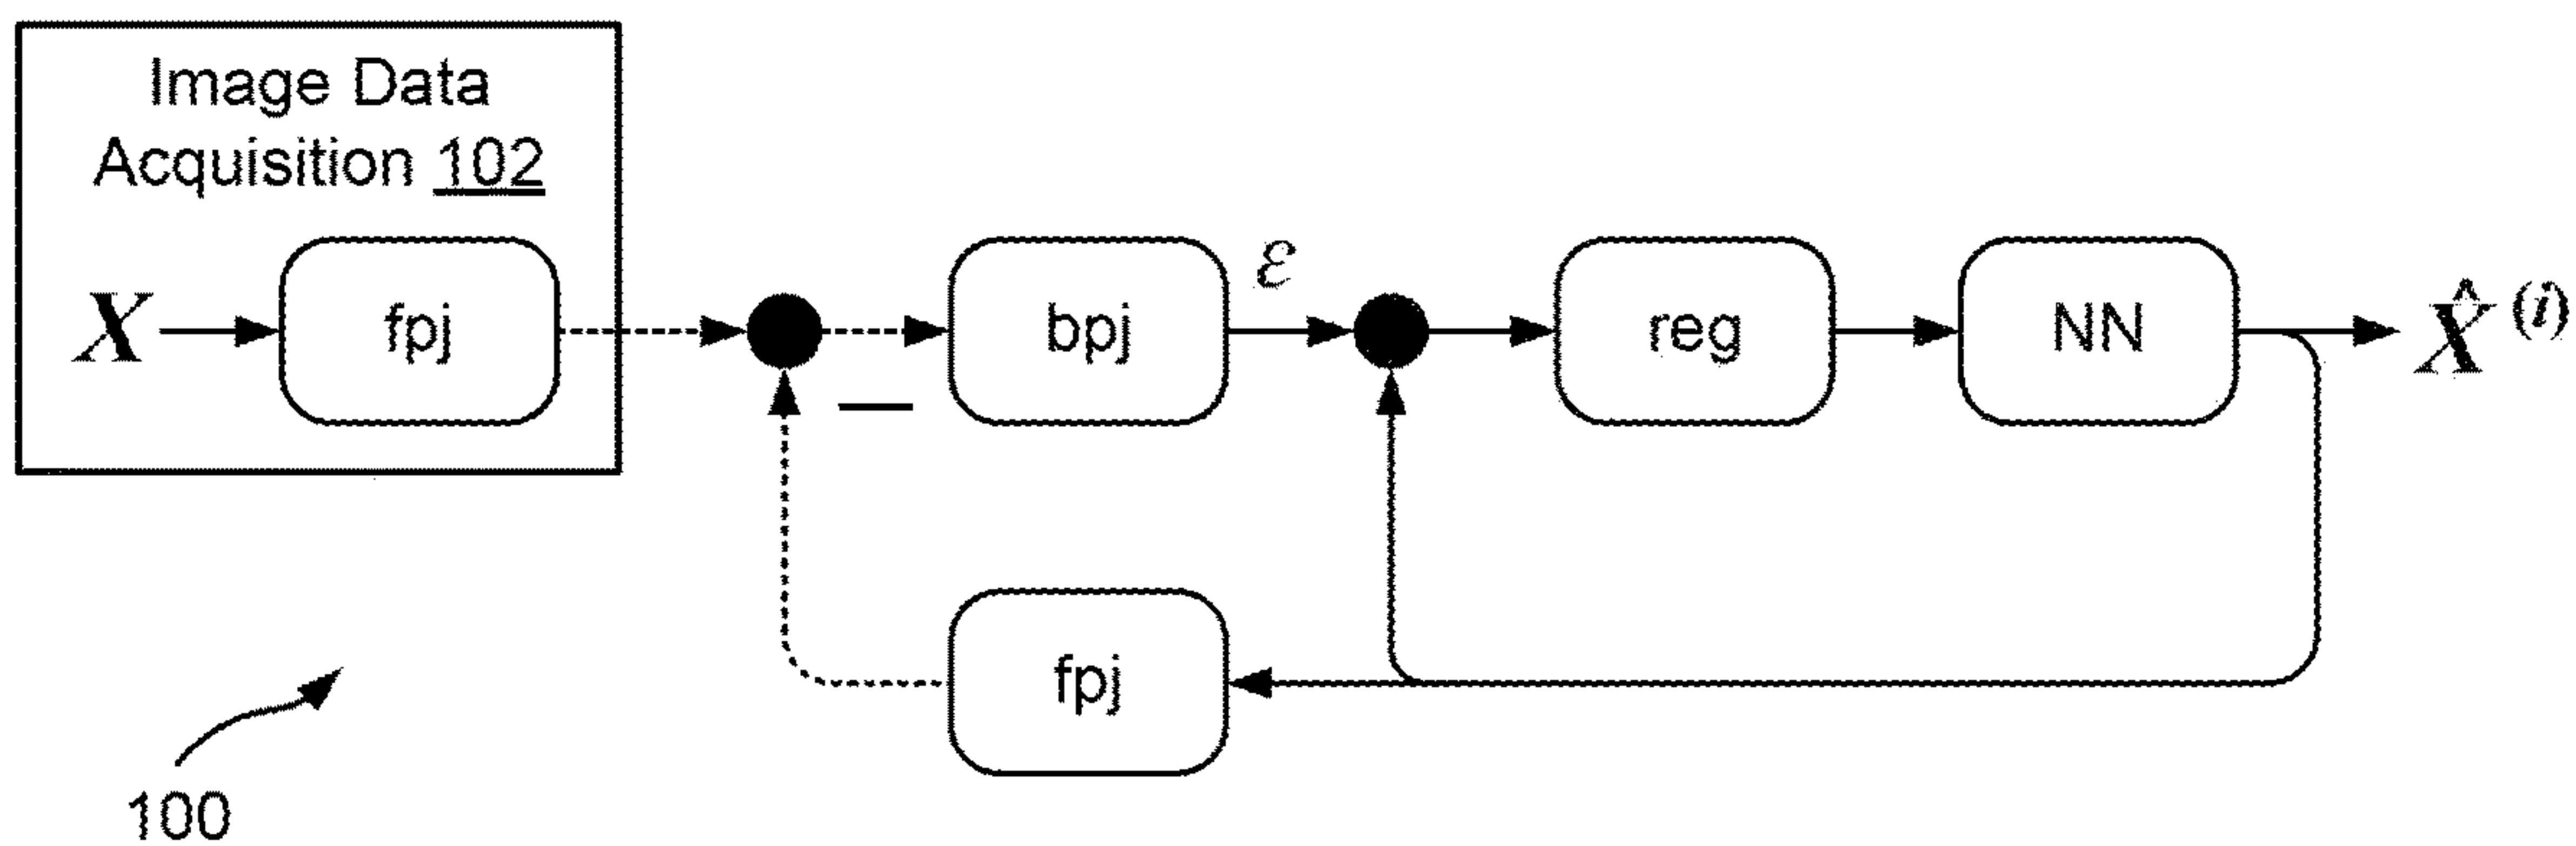 Image Data
Acquisition 102
X
fpj
bpj
ε
reg
NN
X̂ (i)
fpj
100